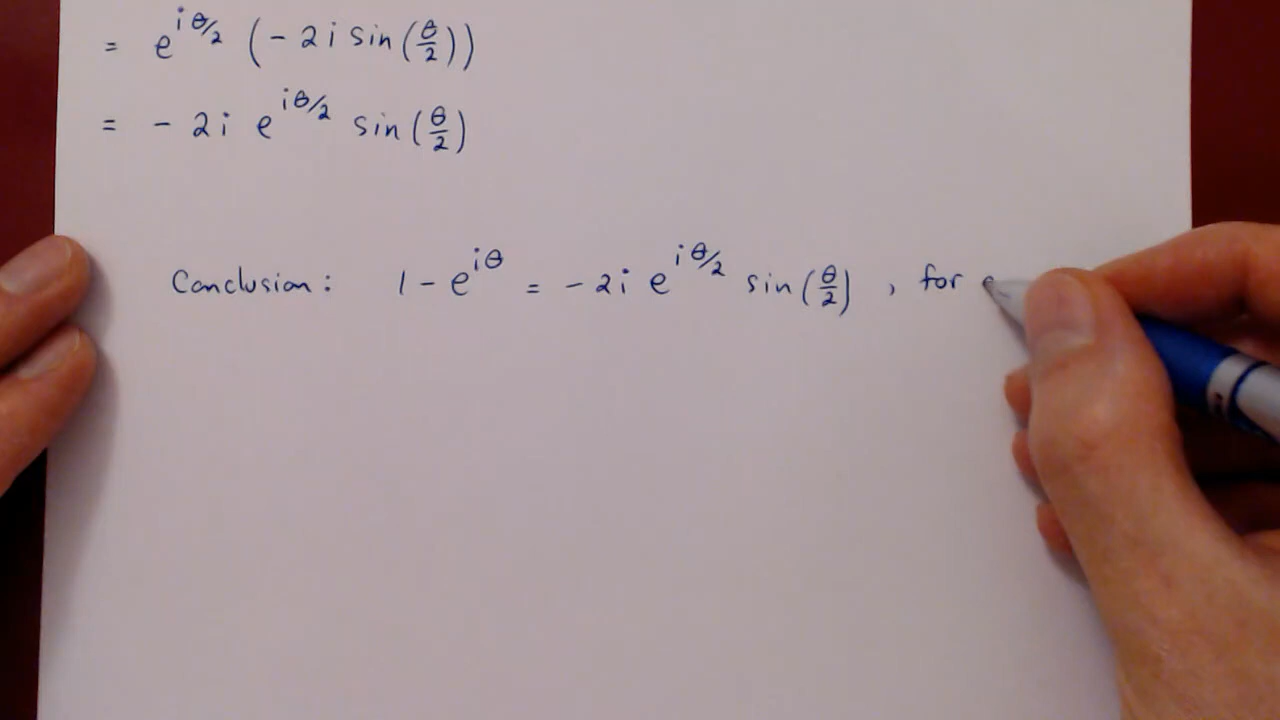 = e^{iθ/2} (-2i sin(θ/2))
= -2i e^{iθ/2} sin(θ/2)
Conclusion: 1 - e^{iθ} = -2i e^{iθ/2} sin(θ/2) , for